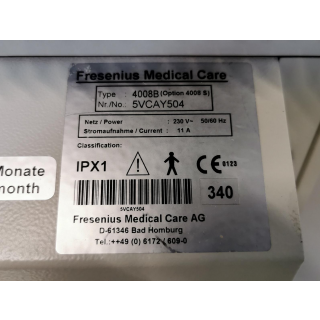 Fresenius Medical Care
Type : 4008B (Option 4008 S)
Nr./No.: 5VCAY504
Netz / Power : 230 V~ 50/60 Hz
Stromaufnahme / Current : 11 A
Classification:
IPX1
CE 0123
340
5VCAY504
Fresenius Medical Care AG
D-61346 Bad Homburg
Tel.:++49 (0) 6172 / 609-0
Monate
month